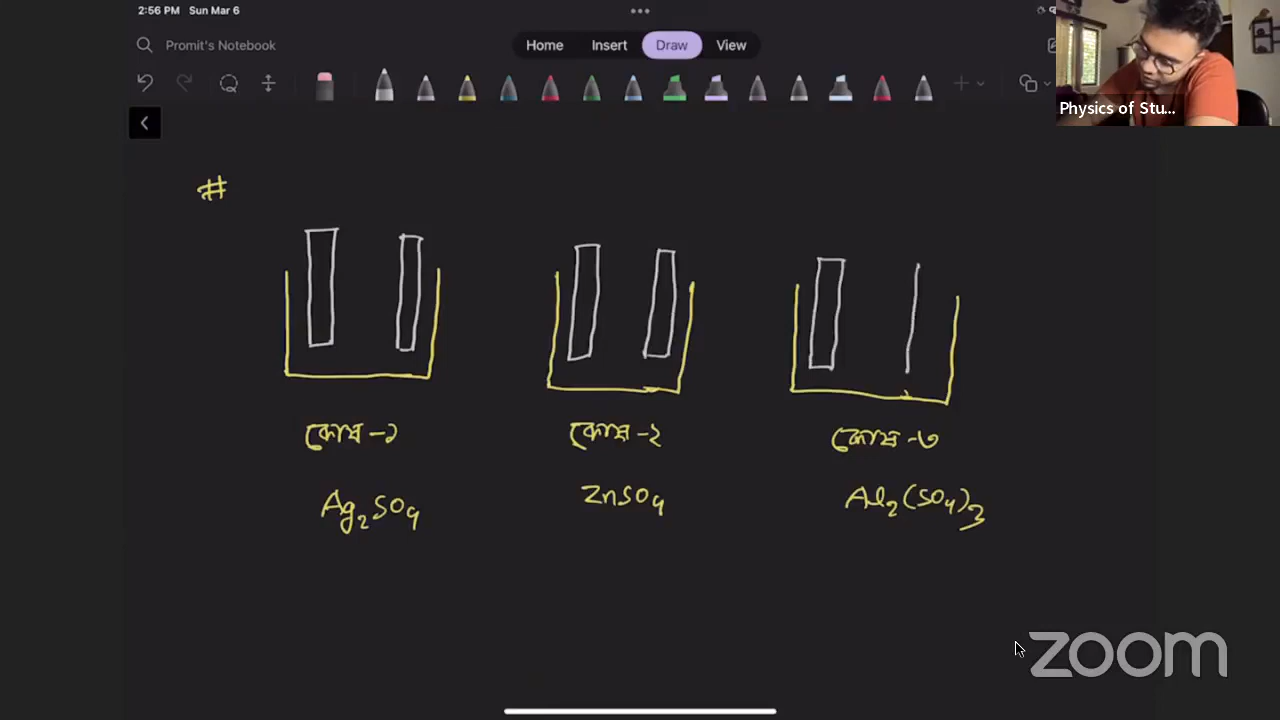 2:56 PM Sun Mar 6
Promit's Notebook
Home Insert Draw View
Physics of Stu...
#
কোষ-১ কোষ-২ কোষ-৩
Ag2SO4 ZnSO4 Al2(SO4)3
zoom